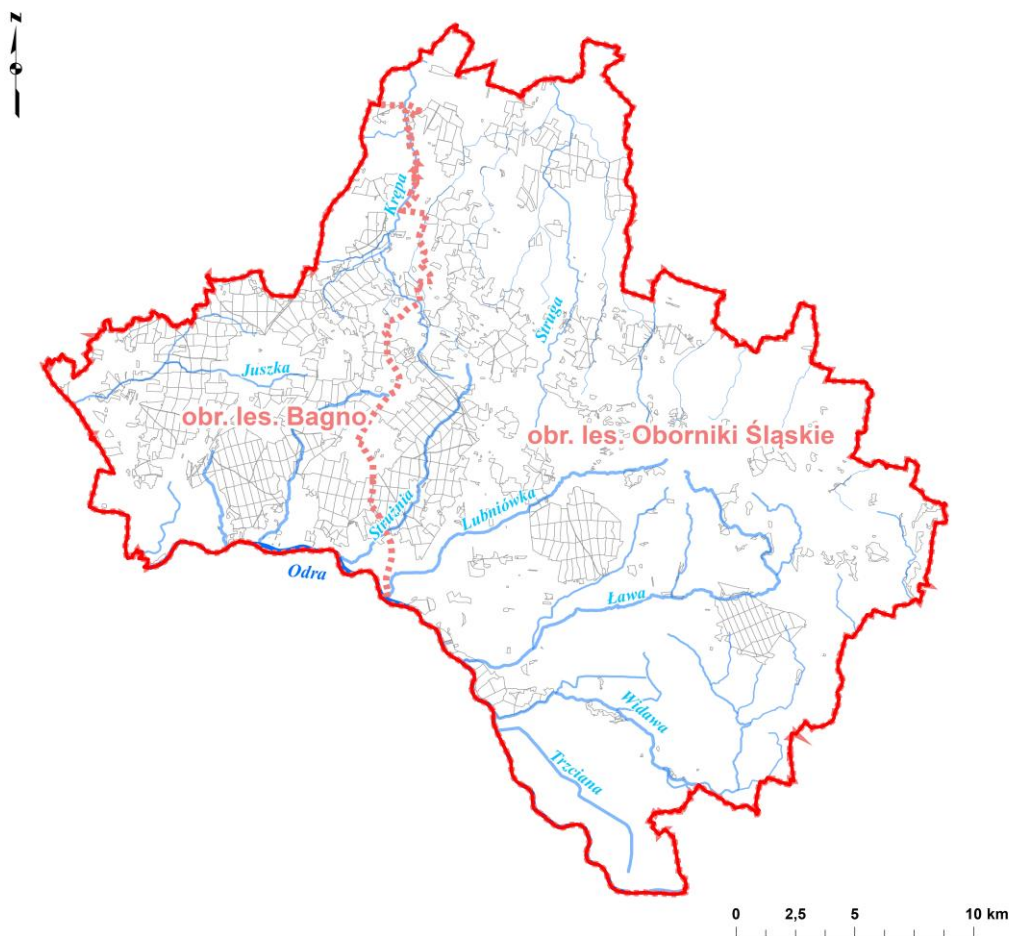 N
Krępa
Struga
Juszka
obr. les. Bagno
obr. les. Oborniki Śląskie
Strużnia
Lubniówka
Odra
Ława
Widawa
Trzciana
0 2,5 5 10 km